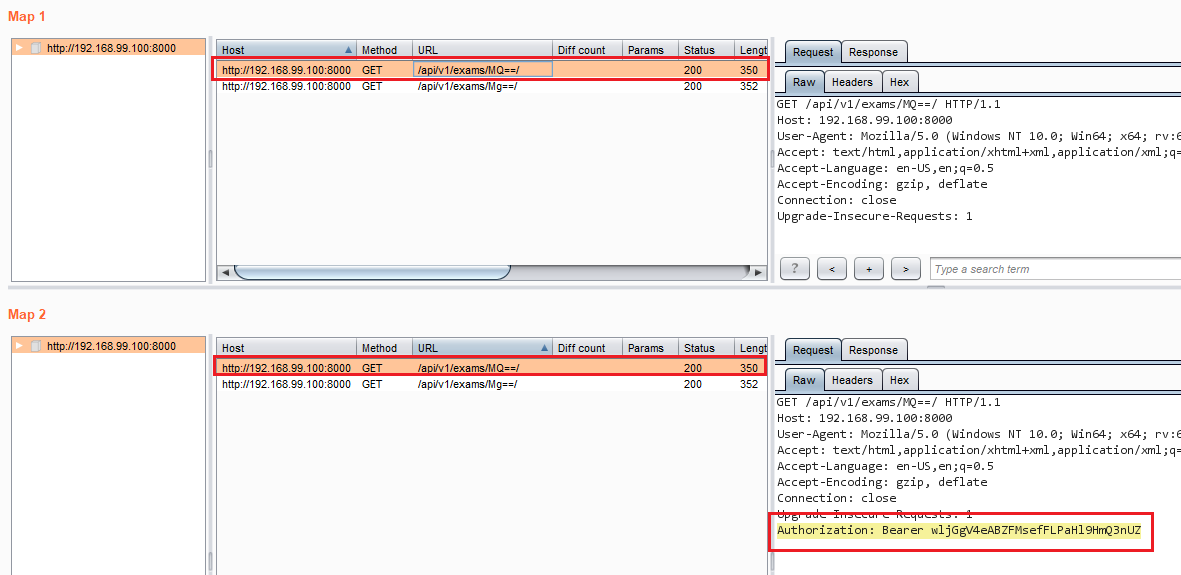 Map 1
http://192.168.99.100:8000
Host Method URL Diff count Params Status Lengt
http://192.168.99.100:8000 GET /api/v1/exams/MQ==/ 200 350
http://192.168.99.100:8000 GET /api/v1/exams/Mg==/ 200 352
Request Response
Raw Headers Hex
GET /api/v1/exams/MQ==/ HTTP/1.1
Host: 192.168.99.100:8000
User-Agent: Mozilla/5.0 (Windows NT 10.0; Win64; x64; rv:6
Accept: text/html,application/xhtml+xml,application/xml;q=
Accept-Language: en-US,en;q=0.5
Accept-Encoding: gzip, deflate
Connection: close
Upgrade-Insecure-Requests: 1
? < + > Type a search term
Map 2
http://192.168.99.100:8000
Host Method URL Diff count Params Status Lengt
http://192.168.99.100:8000 GET /api/v1/exams/MQ==/ 200 350
http://192.168.99.100:8000 GET /api/v1/exams/Mg==/ 200 352
Request Response
Raw Headers Hex
GET /api/v1/exams/MQ==/ HTTP/1.1
Host: 192.168.99.100:8000
User-Agent: Mozilla/5.0 (Windows NT 10.0; Win64; x64; rv:6
Accept: text/html,application/xhtml+xml,application/xml;q=
Accept-Language: en-US,en;q=0.5
Accept-Encoding: gzip, deflate
Connection: close
Upgrade-Insecure-Requests: 1
Authorization: Bearer wljGgV4eABZFMsefFLPaHl9HmQ3nUZ